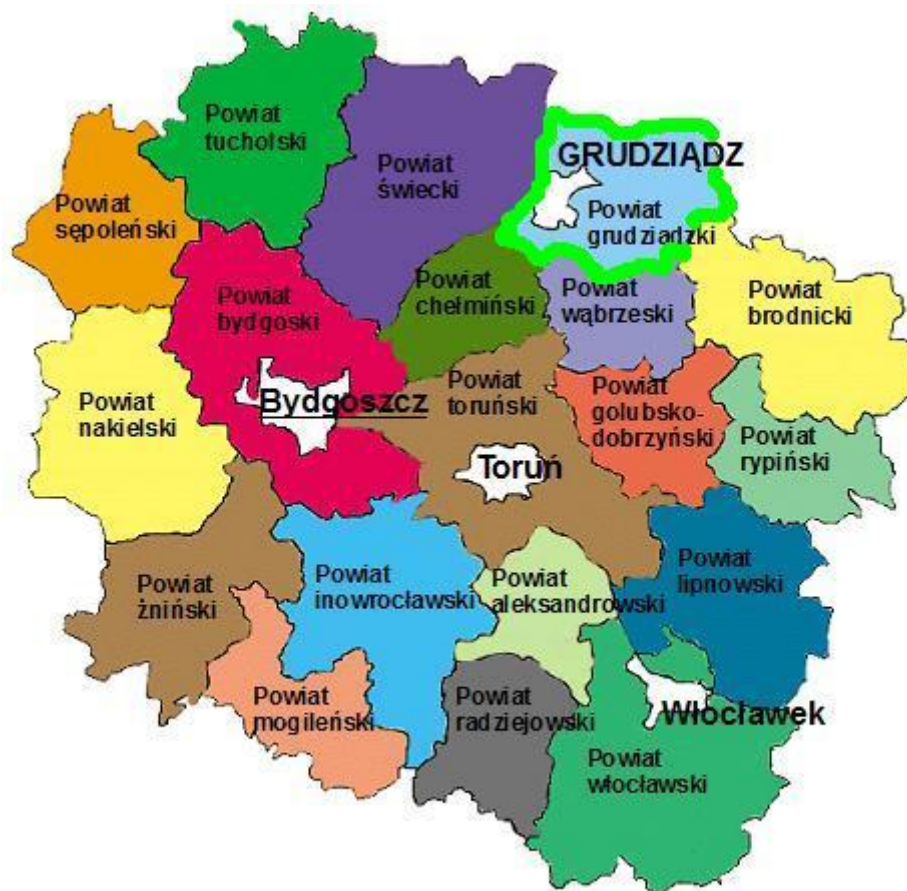 Powiat
tucholski
Powiat
świecki
GRUDZIĄDZ
Powiat
grudziądzki
Powiat
sępoleński
Powiat
bydgoski
Powiat
chełmiński
Powiat
wąbrzeski
Powiat
brodnicki
Powiat
nakielski
Bydgoszcz
Powiat
toruński
Powiat
golubsko-
dobrzyński
Powiat
rypiński
Toruń
Powiat
żniński
Powiat
inowrocławski
Powiat
aleksandrowski
Powiat
lipnowski
Powiat
mogileński
Powiat
radziejowski
Włocławek
Powiat
włocławski